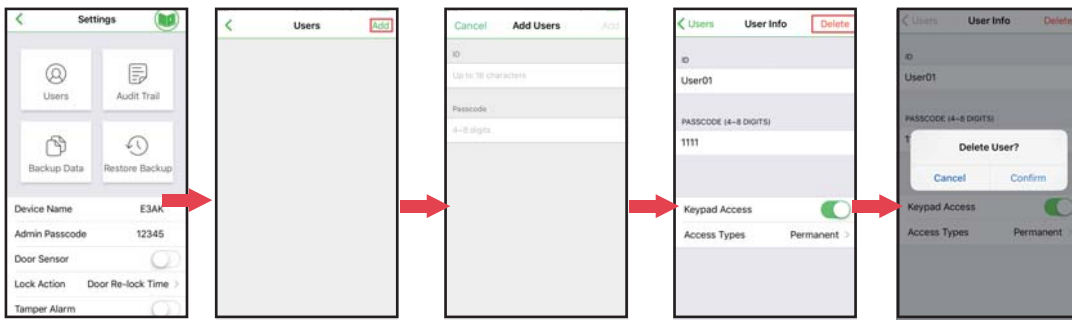 Settings
Users
Audit Trail
Backup Data
Restore Backup
Device Name E3AK
Admin Passcode 12345
Door Sensor
Lock Action Door Re-lock Time >
Tamper Alarm
Users Add
Cancel Add Users Add
ID
Up to 16 characters
Passcode
4–8 digits
Users User Info Delete
ID
User01
PASSCODE (4–8 DIGITS)
1111
Keypad Access
Access Types Permanent >
Users User Info Delete
ID
User01
PASSCODE (4–8 DIGITS)
Delete User?
Cancel Confirm
Keypad Access
Access Types Permanent >